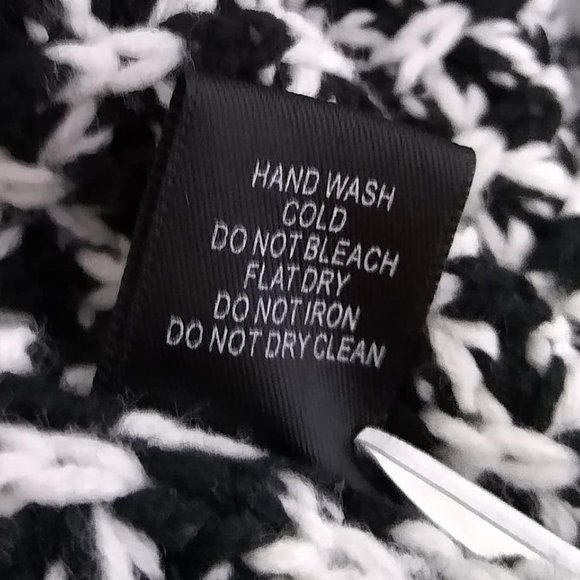 HAND WASH
COLD
DO NOT BLEACH
FLAT DRY
DO NOT IRON
DO NOT DRY CLEAN